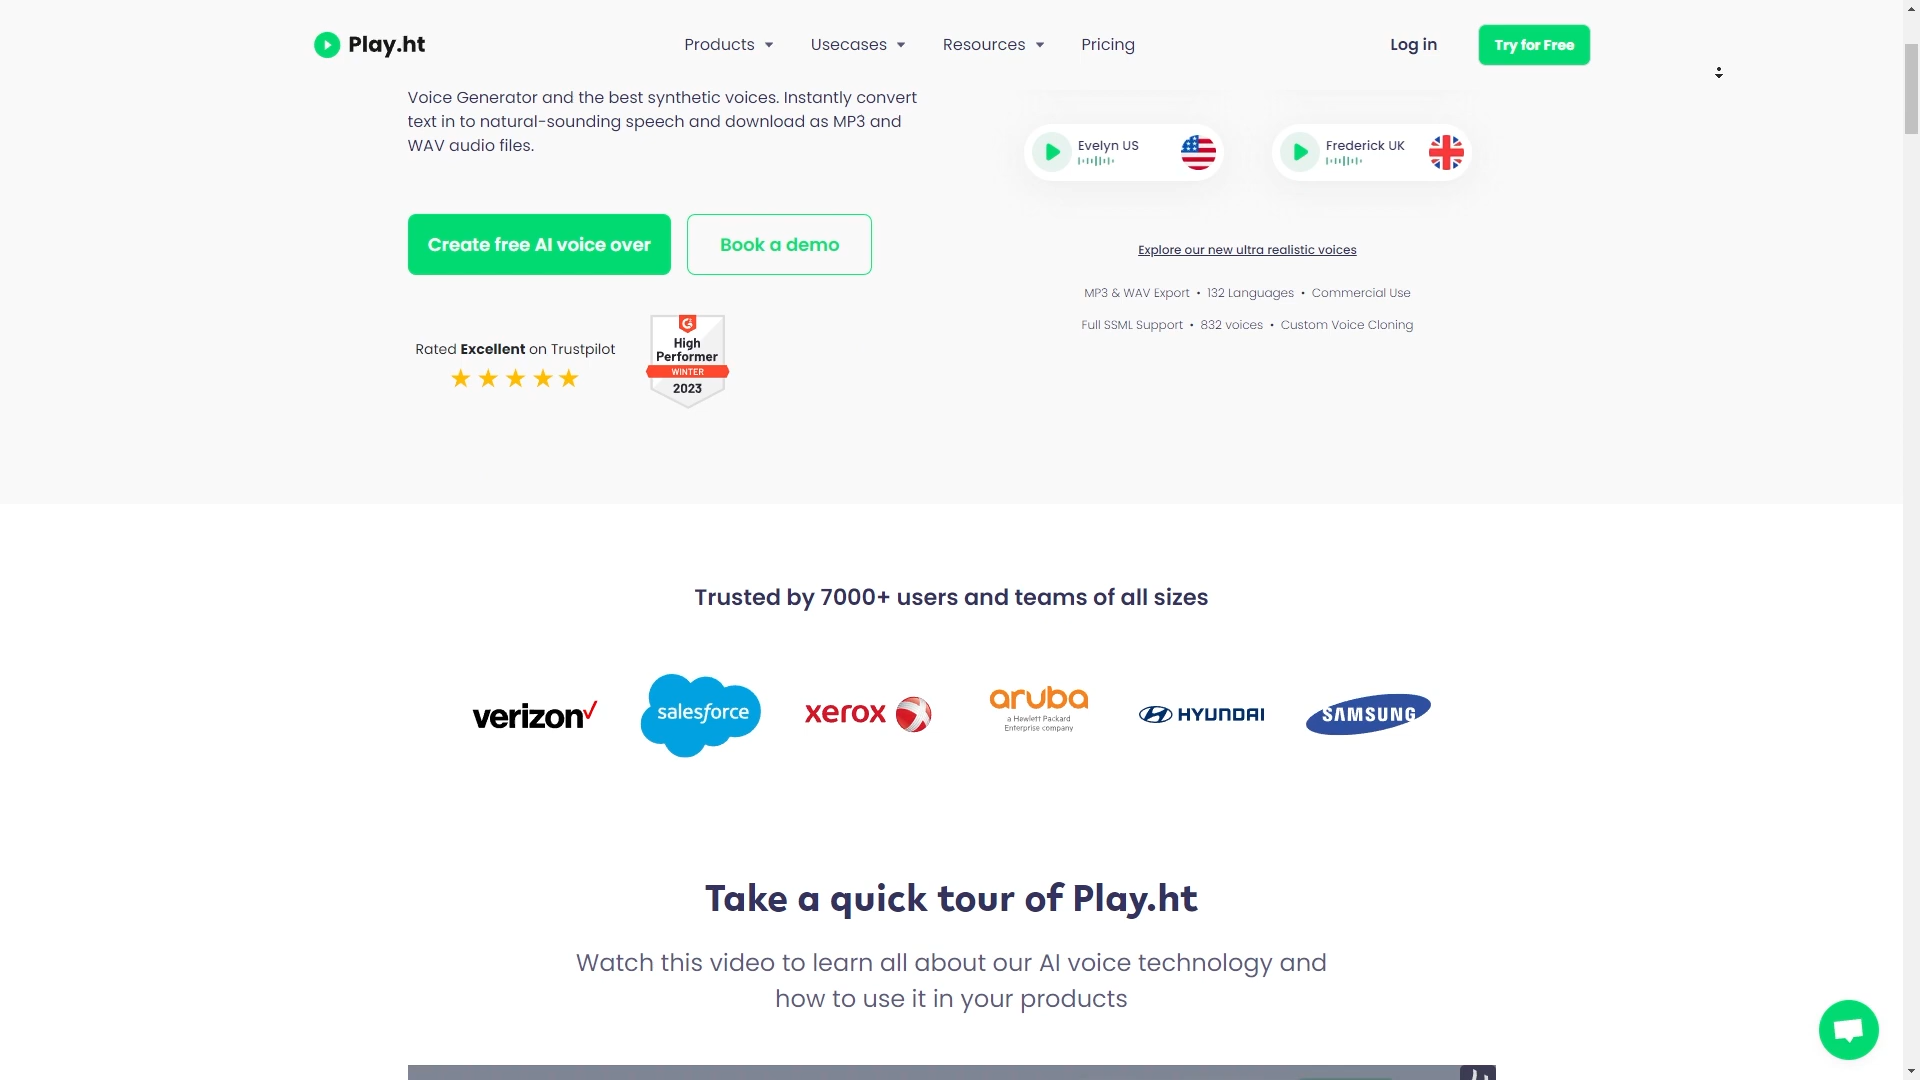 Play.ht
Products
Usecases
Resources
Pricing
Log in
Try for Free
Voice Generator and the best synthetic voices. Instantly convert
text in to natural-sounding speech and download as MP3 and
WAV audio files.
Create free AI voice over
Book a demo
Rated Excellent on Trustpilot
High
Performer
WINTER
2023
Evelyn US
Frederick UK
Explore our new ultra realistic voices
MP3 & WAV Export • 132 Languages • Commercial Use
Full SSML Support • 832 voices • Custom Voice Cloning
Trusted by 7000+ users and teams of all sizes
verizon
salesforce
xerox
aruba
a Hewlett Packard
Enterprise company
HYUNDAI
SAMSUNG
Take a quick tour of Play.ht
Watch this video to learn all about our AI voice technology and
how to use it in your products